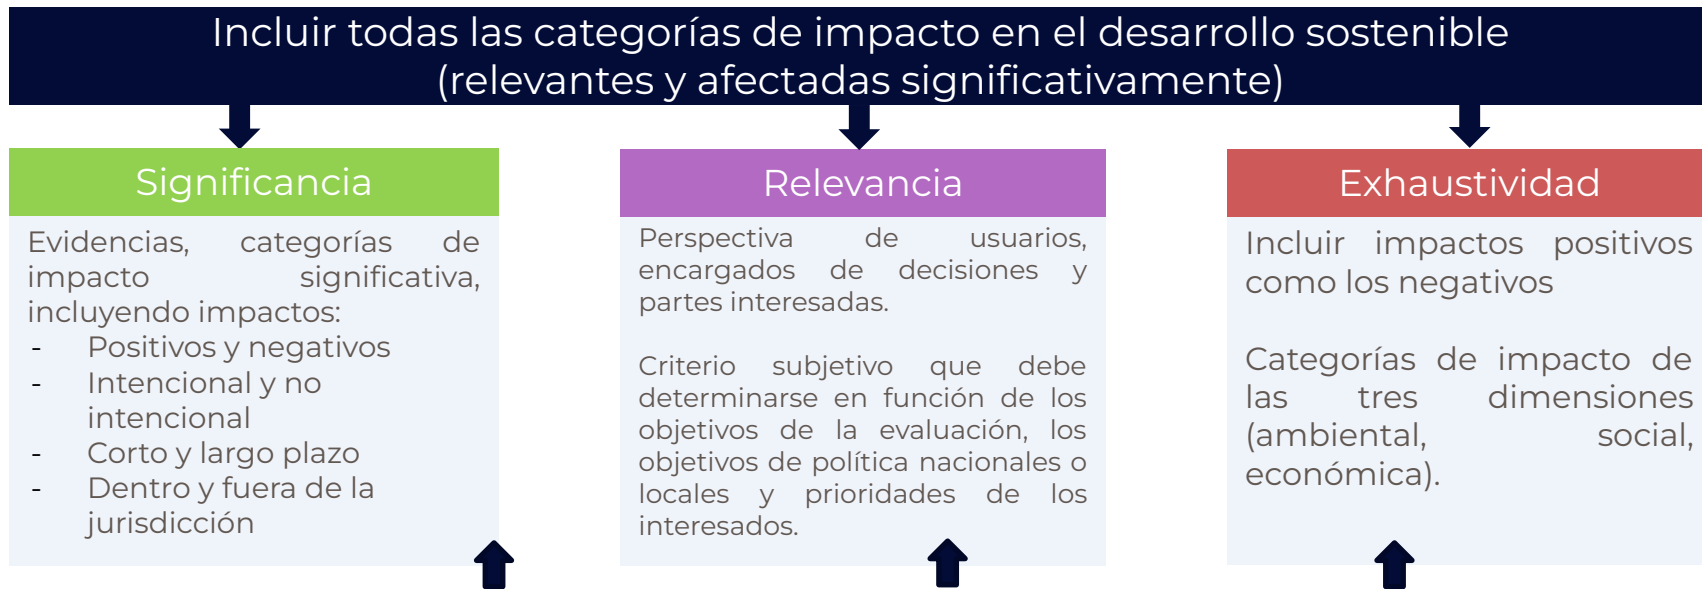 Incluir todas las categorías de impacto en el desarrollo sostenible
(relevantes y afectadas significativamente)
Significancia
Evidencias, categorías de
impacto significativa,
incluyendo impactos:
- Positivos y negativos
- Intencional y no
intencional
- Corto y largo plazo
- Dentro y fuera de la
jurisdicción
Relevancia
Perspectiva de usuarios,
encargados de decisiones y
partes interesadas.
Criterio subjetivo que debe
determinarse en función de los
objetivos de la evaluación, los
objetivos de política nacionales o
locales y prioridades de los
interesados.
Exhaustividad
Incluir impactos positivos
como los negativos
Categorías de impacto de
las tres dimensiones
(ambiental, social,
económica).